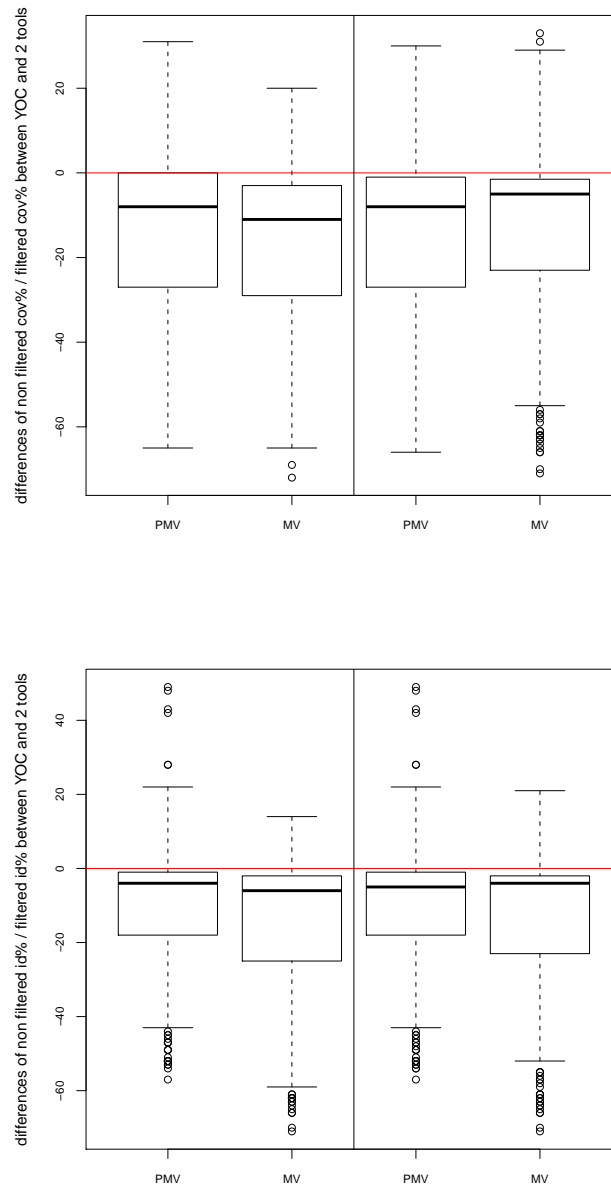 differences of non filtered cov% / filtered cov% between YOC and 2 tools
20
0
−20
−40
−60
PMV MV PMV MV
differences of non filtered id% / filtered id% between YOC and 2 tools
40
20
0
−20
−40
−60
PMV MV PMV MV